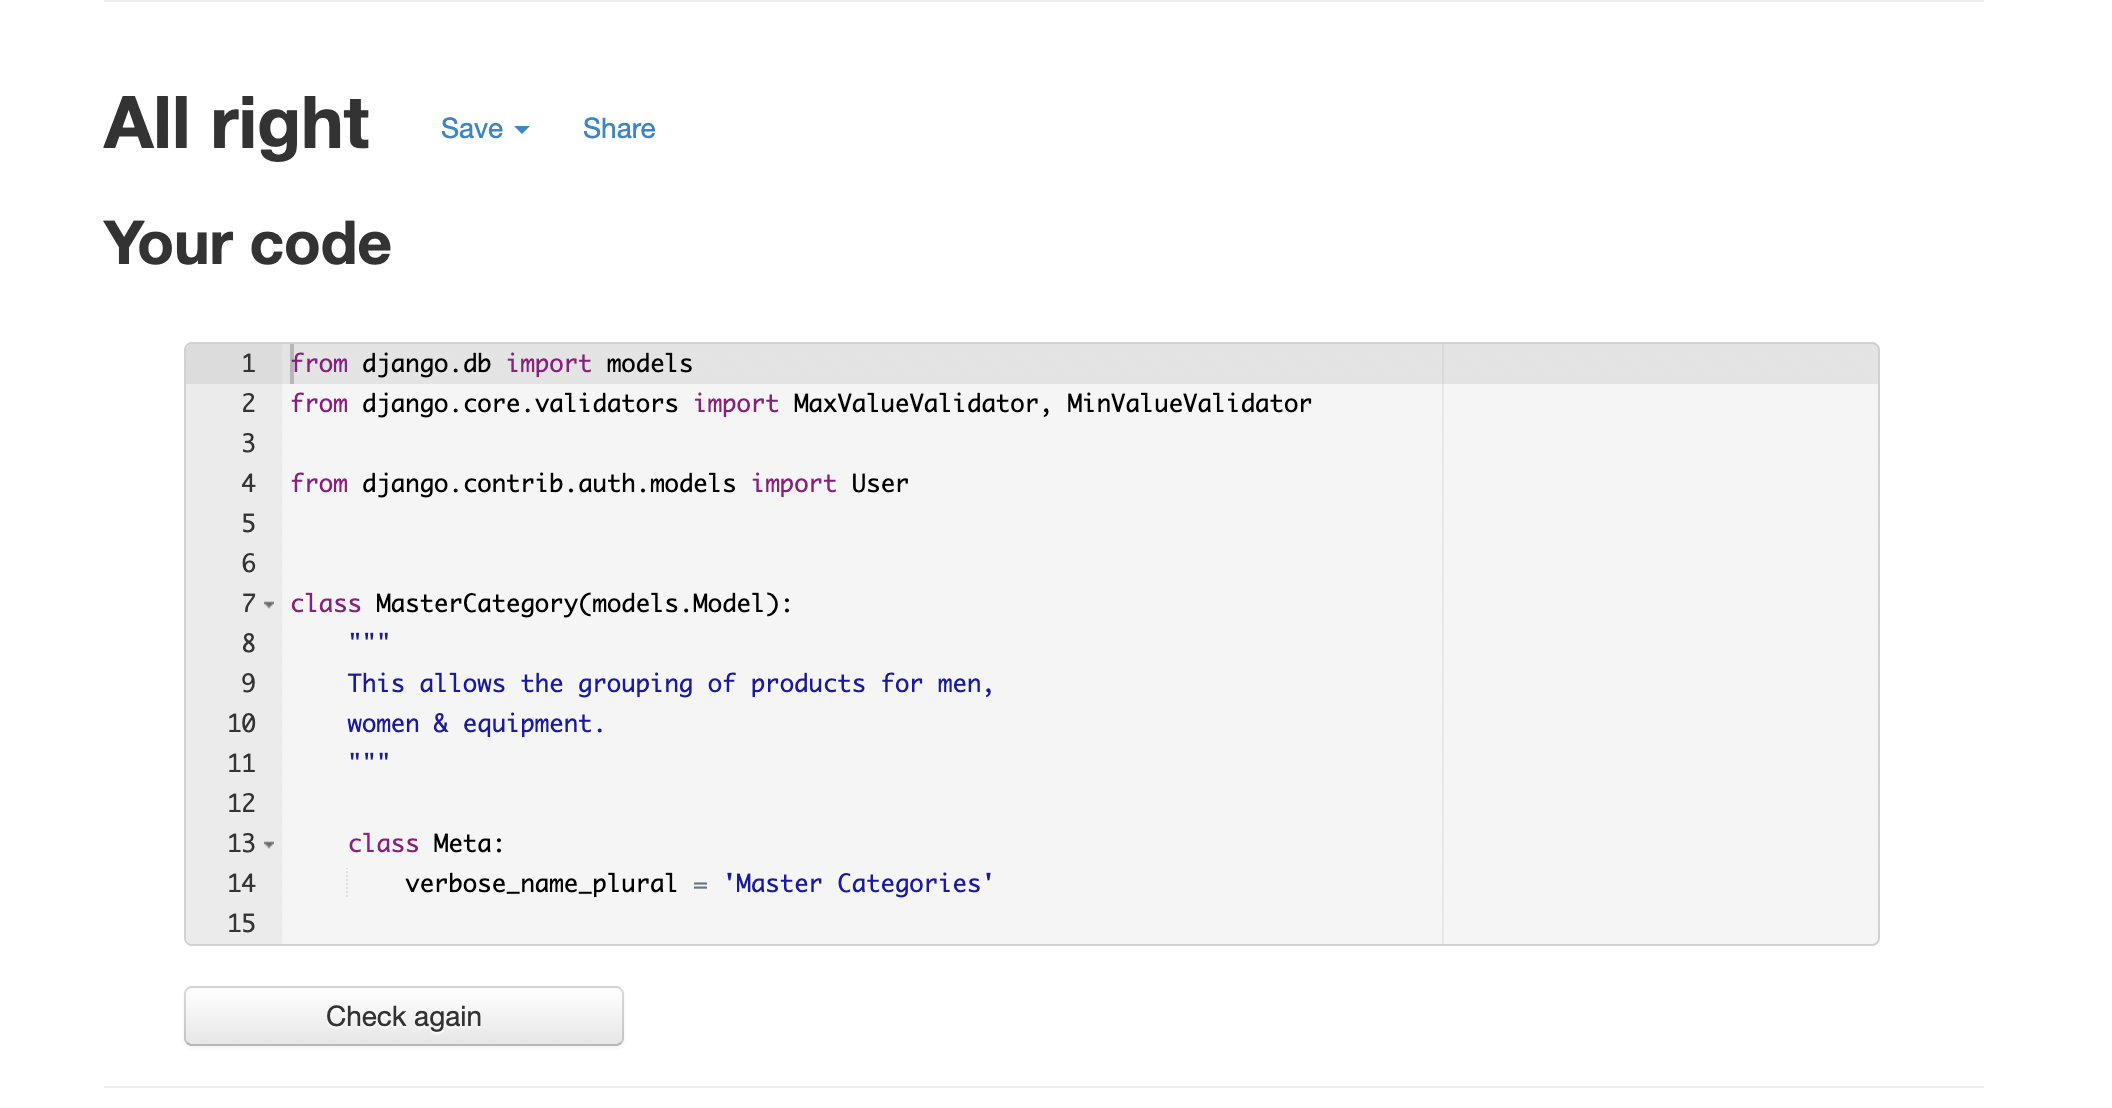 All right Save Share
Your code
1 from django.db import models
2 from django.core.validators import MaxValueValidator, MinValueValidator
3
4 from django.contrib.auth.models import User
5
6
7 class MasterCategory(models.Model):
8     """
9     This allows the grouping of products for men,
10     women & equipment.
11     """
12
13     class Meta:
14         verbose_name_plural = 'Master Categories'
15
Check again